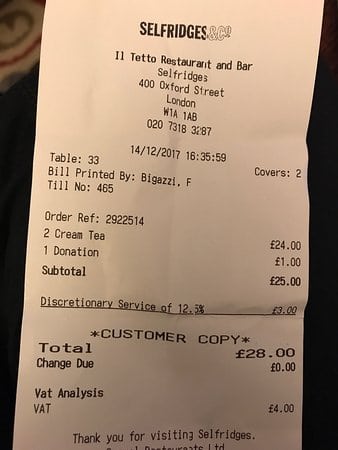 SELFRIDGES&CO
Il Tetto Restaurant and Bar
Selfridges
400 Oxford Street
London
W1A 1AB
020 7318 3287
14/12/2017 16:35:59
Table: 33 Covers: 2
Bill Printed By: Bigazzi, F
Till No: 465
Order Ref: 2922514
2 Cream Tea £24.00
1 Donation £1.00
Subtotal £25.00
Discretionary Service of 12.5% £3.00
*CUSTOMER COPY*
Total £28.00
Change Due £0.00
Vat Analysis
VAT £4.00
Thank you for visiting Selfridges.
Restaurants Ltd